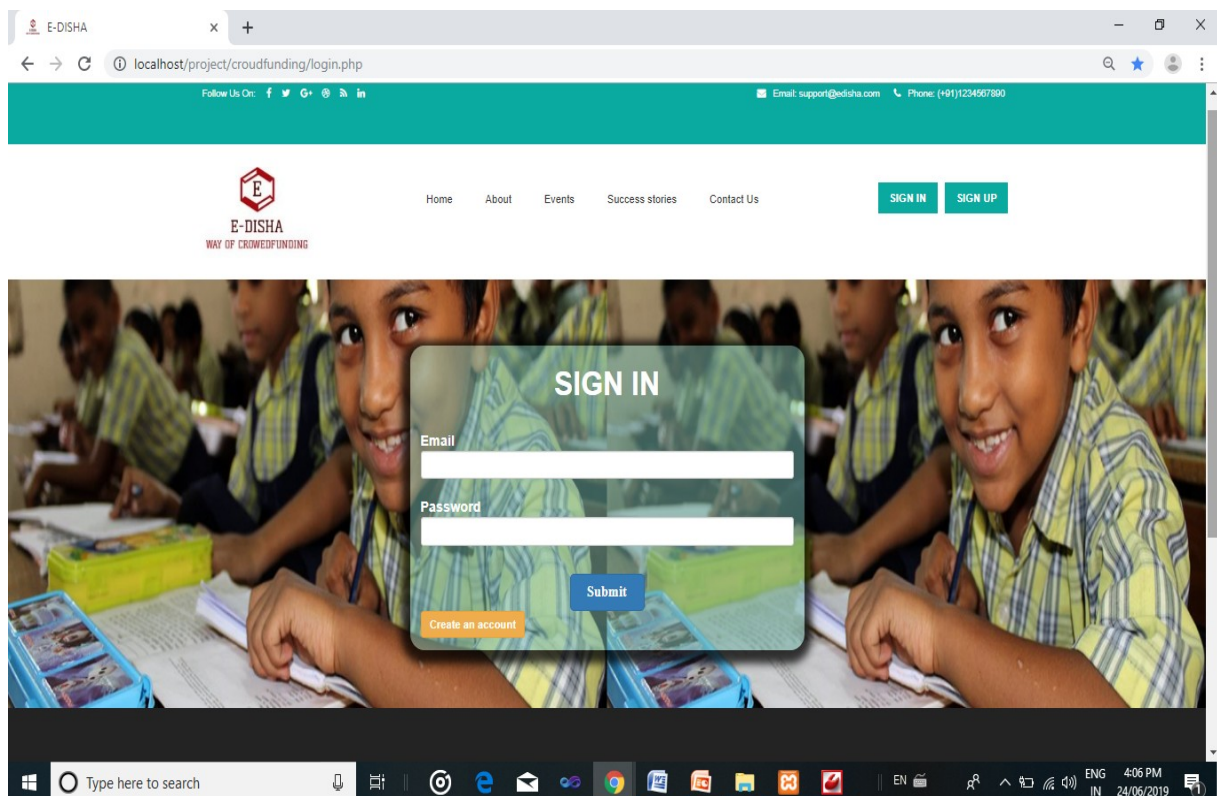 E-DISHA
localhost/project/croudfunding/login.php
Follow Us On:
Email: support@edisha.com Phone: (+91)1234567890
E
E-DISHA
WAY OF CROWEDFUNDING
Home About Events Success stories Contact Us
SIGN IN SIGN UP
SIGN IN
Email
Password
Submit
Create an account
Type here to search
EN
ENG
IN
4:06 PM
24/06/2019